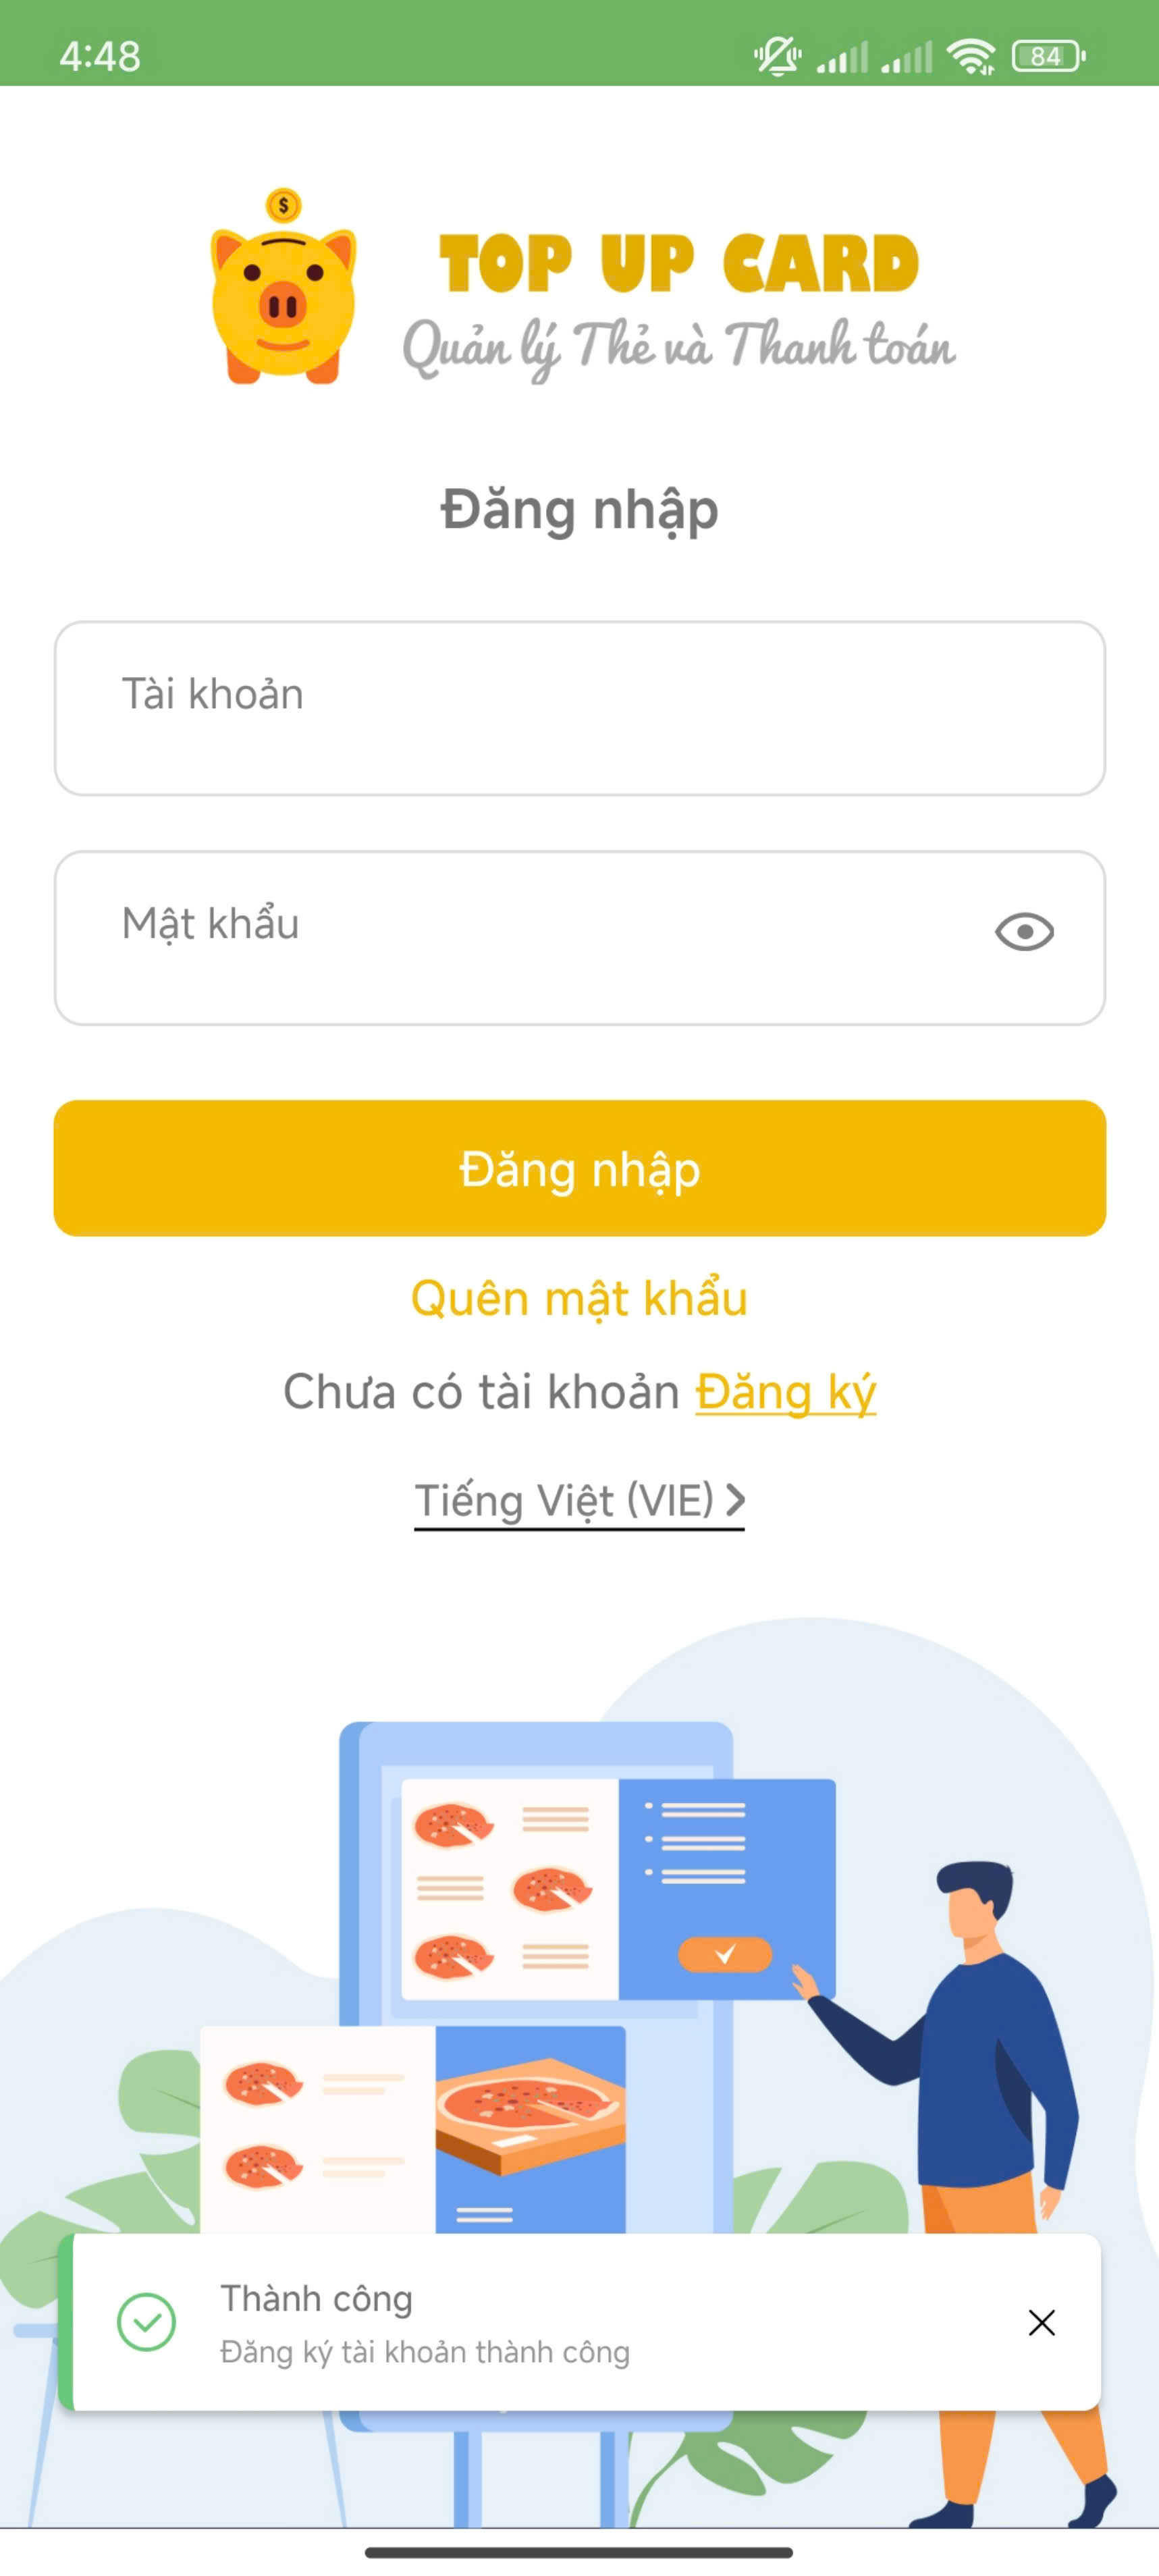 4:48
84
$
TOP UP CARD
Quản lý Thẻ và Thanh toán
Đăng nhập
Tài khoản
Mật khẩu
Đăng nhập
Quên mật khẩu
Chưa có tài khoản Đăng ký
Tiếng Việt (VIE)
Thành công
Đăng ký tài khoản thành công